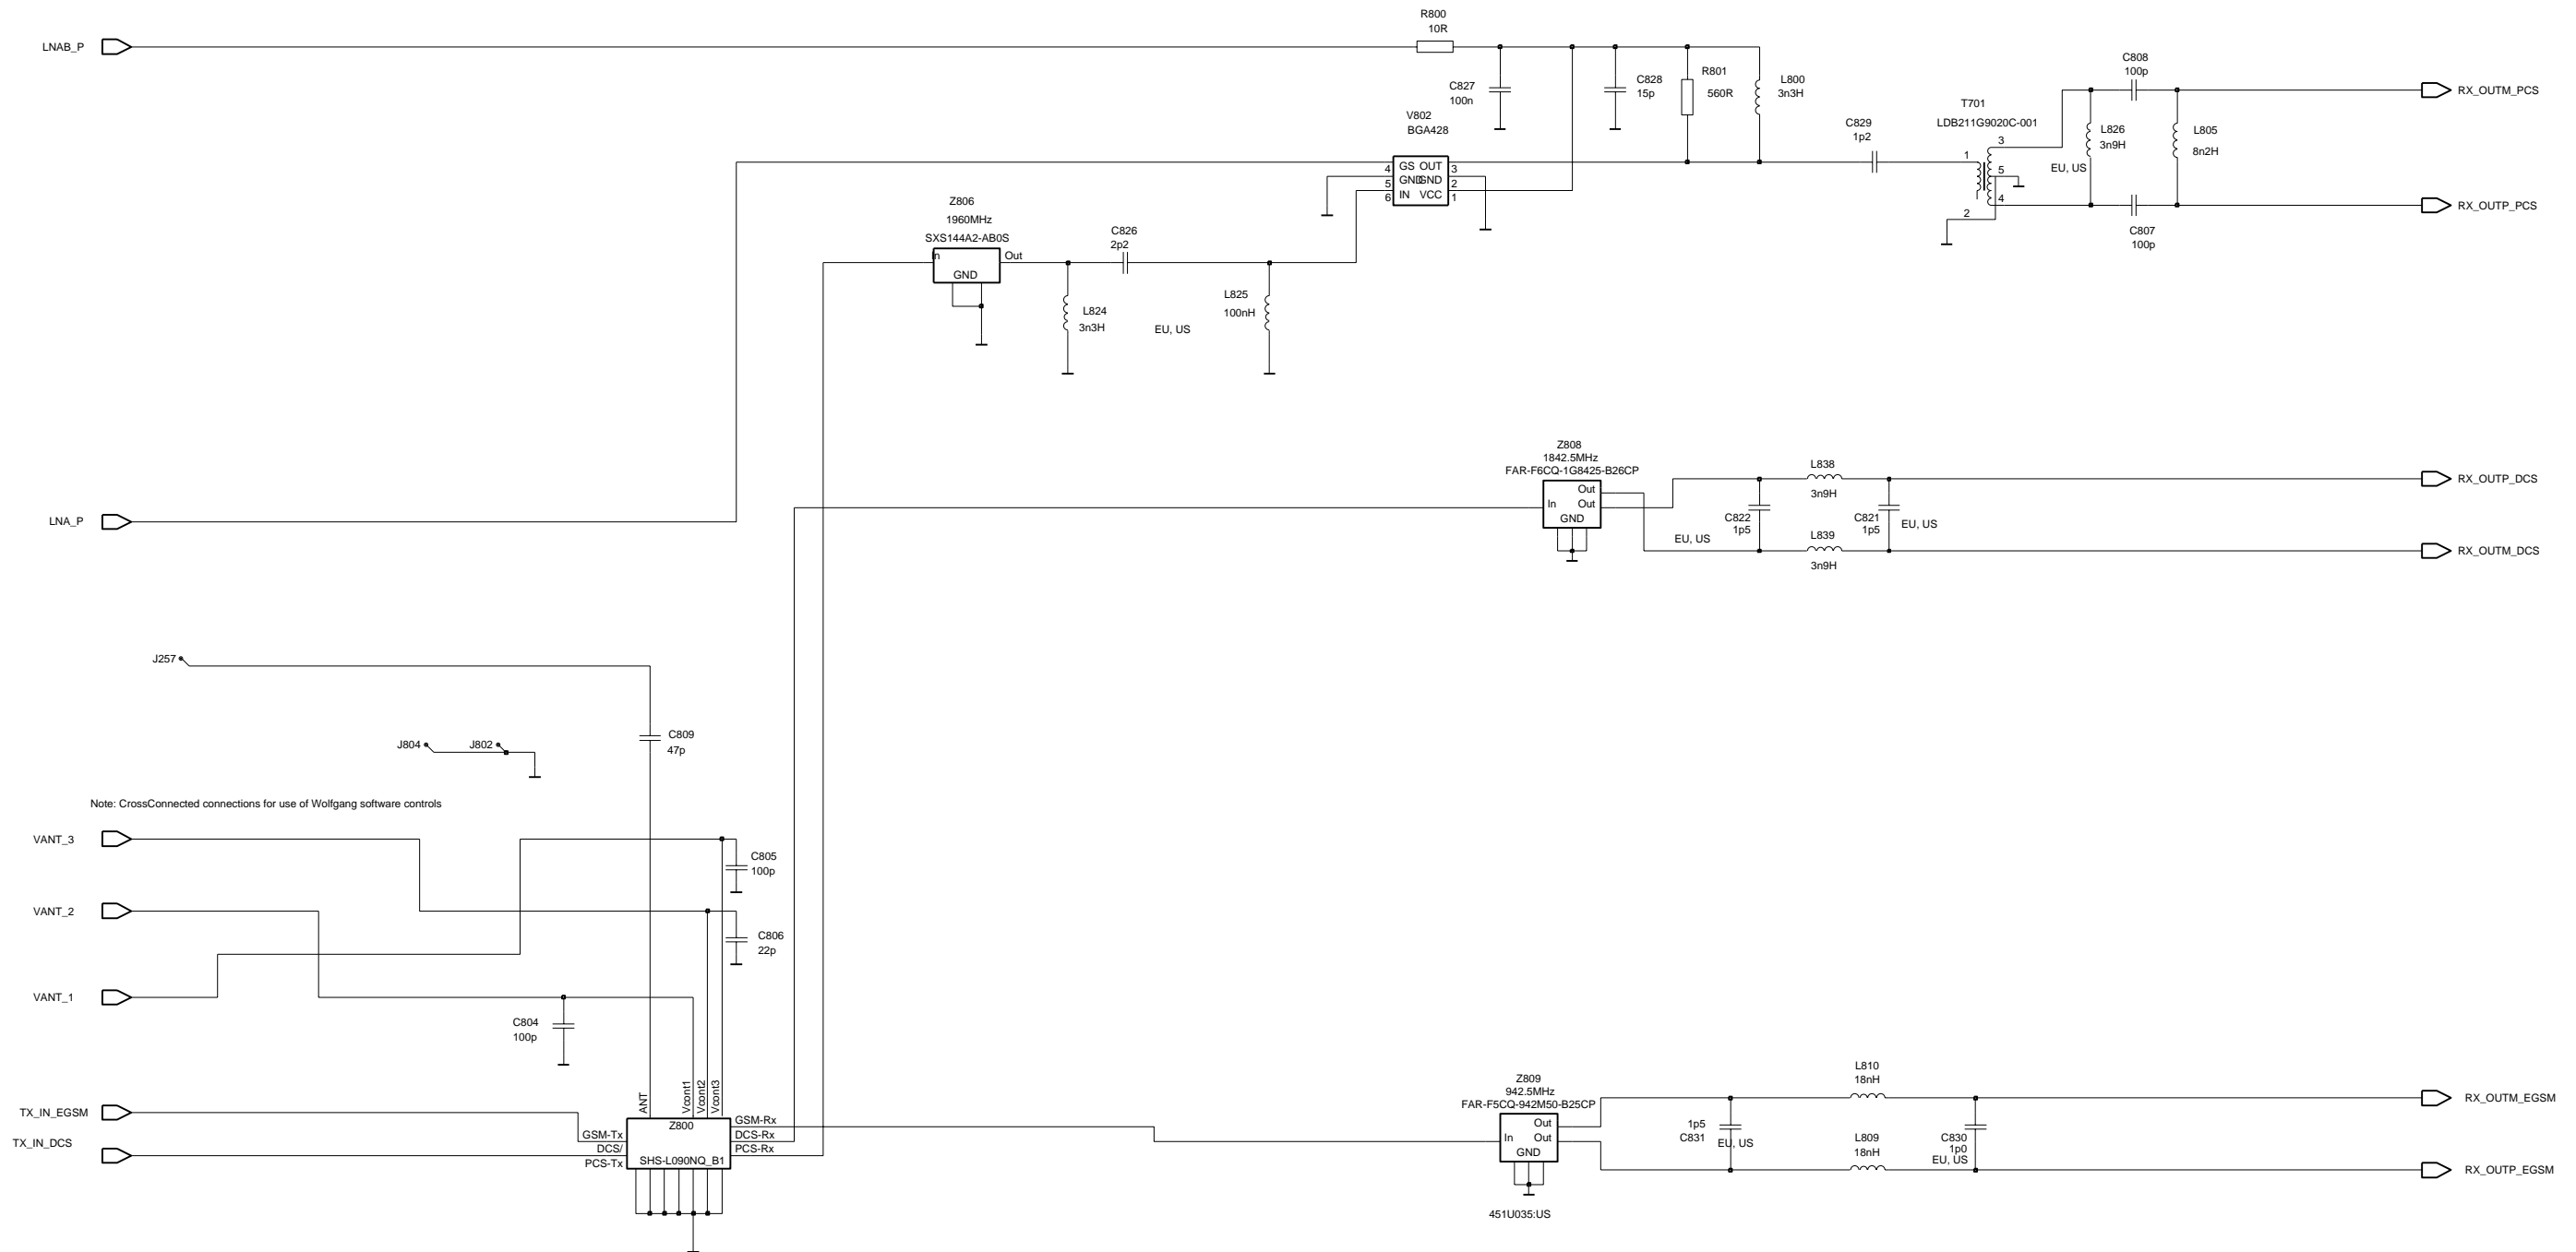 R800
10R
LNAB_P
C808
100p
C827
100n
C828
15p
R801
560R
L800
3n3H
RX_OUTM_PCS
T701
LDB211G9020C-001
V802
BGA428
C829
1p2
L826
3n9H
EU, US
L805
8n2H
3
1
5
4
2
GS OUT
GND GND
IN VCC
4
5
6
3
2
1
RX_OUTP_PCS
C807
100p
Z806
1960MHz
SXS144A2-AB0S
In
Out
GND
C826
2p2
L824
3n3H
EU, US
L825
100nH
Z808
1842.5MHz
FAR-F6CQ-1G8425-B26CP
Out
In Out
GND
L838
3n9H
RX_OUTP_DCS
C822
1p5
EU, US
C821
1p5
EU, US
L839
3n9H
RX_OUTM_DCS
LNA_P
J257
C809
47p
J804
J802
Note: CrossConnected connections for use of Wolfgang software controls
VANT_3
C805
100p
VANT_2
C806
22p
VANT_1
C804
100p
ANT
Vcont1
Vcont2
Vcont3
TX_IN_EGSM
TX_IN_DCS
GSM-Tx
DCS/
PCS-Tx
Z800
SHS-L090NQ_B1
GSM-Rx
DCS-Rx
PCS-Rx
Z809
942.5MHz
FAR-F5CQ-942M50-B25CP
Out
In Out
GND
451U035:US
L810
18nH
RX_OUTM_EGSM
1p5
C831
EU, US
L809
18nH
C830
1p0
EU, US
RX_OUTP_EGSM